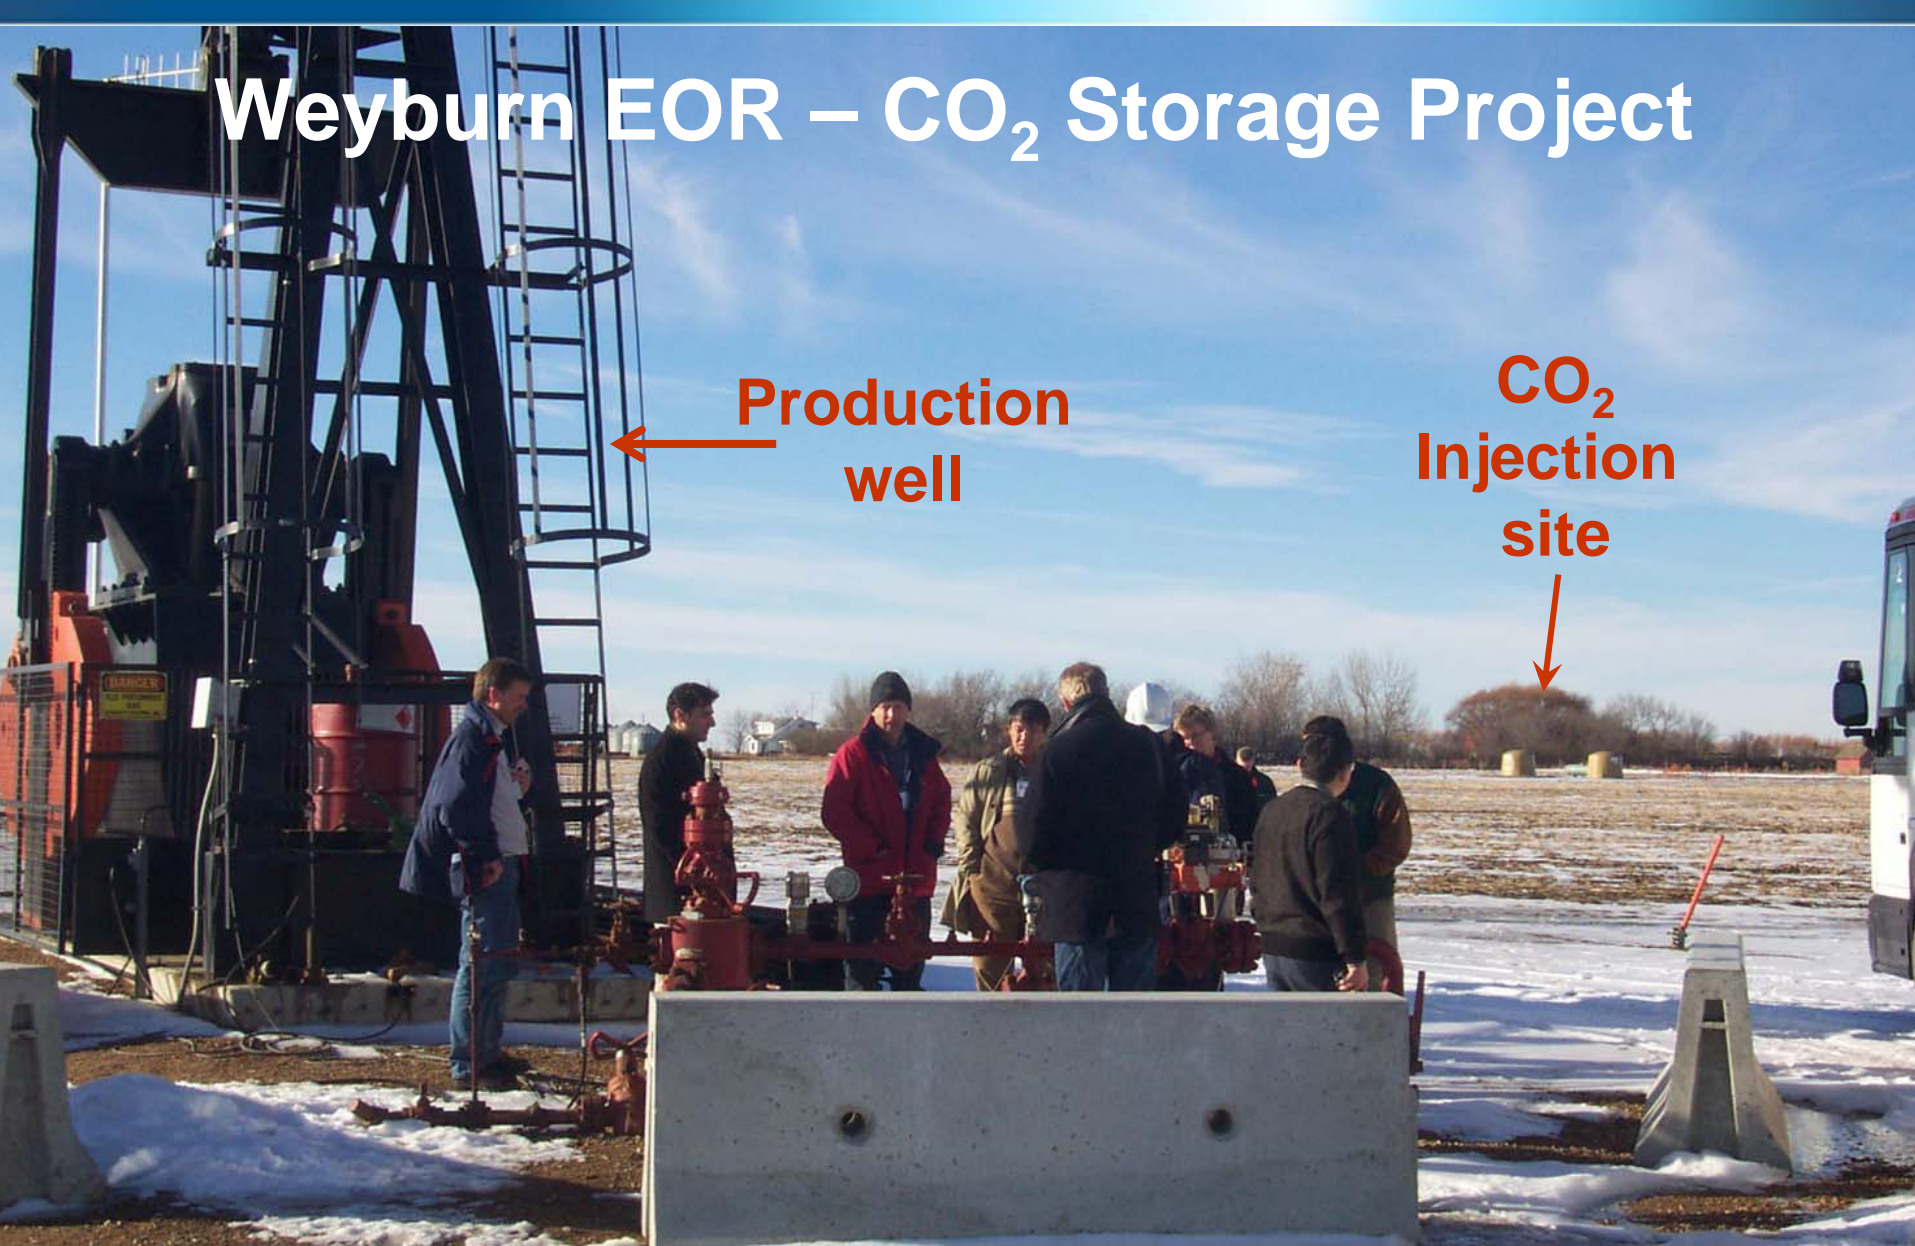 Weyburn EOR – CO₂ Storage Project
Production
well
CO₂
Injection
site
DANGER